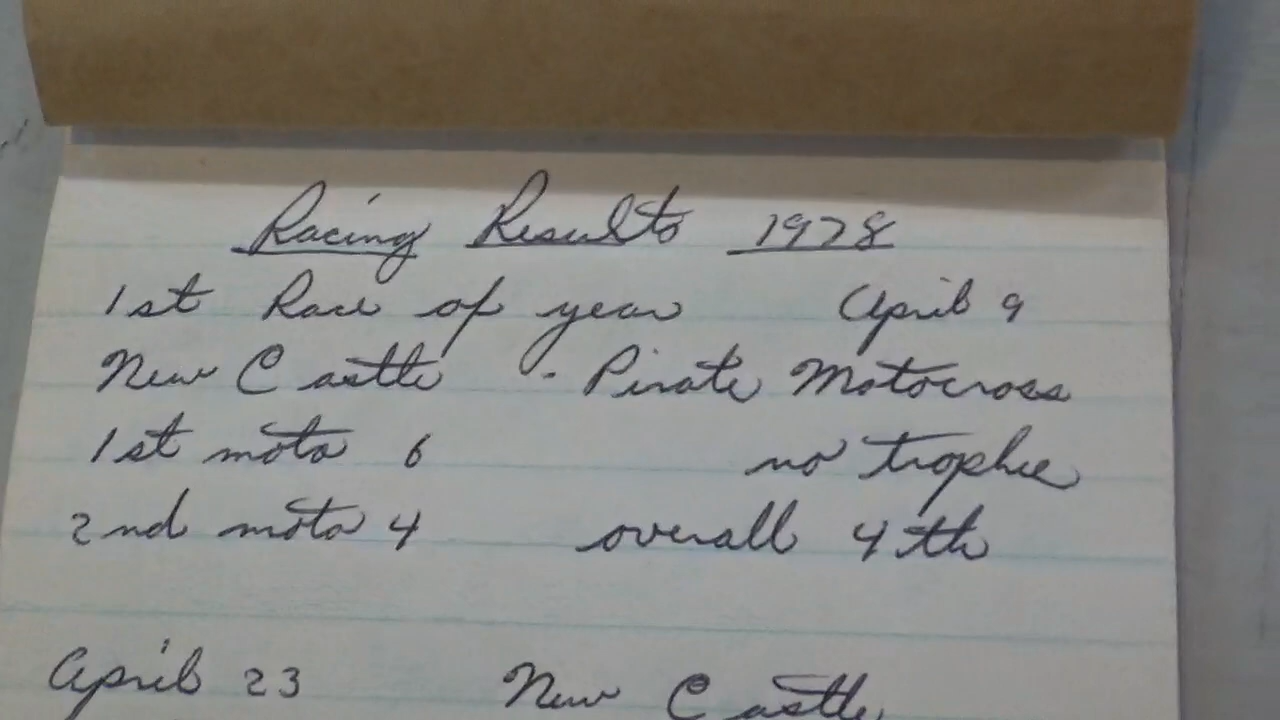 Racing Results 1978
1st Race of year April 9
New Castle - Pirate Motocross
1st moto 6 no trophie
2nd moto 4 overall 4th
April 23 New Castle